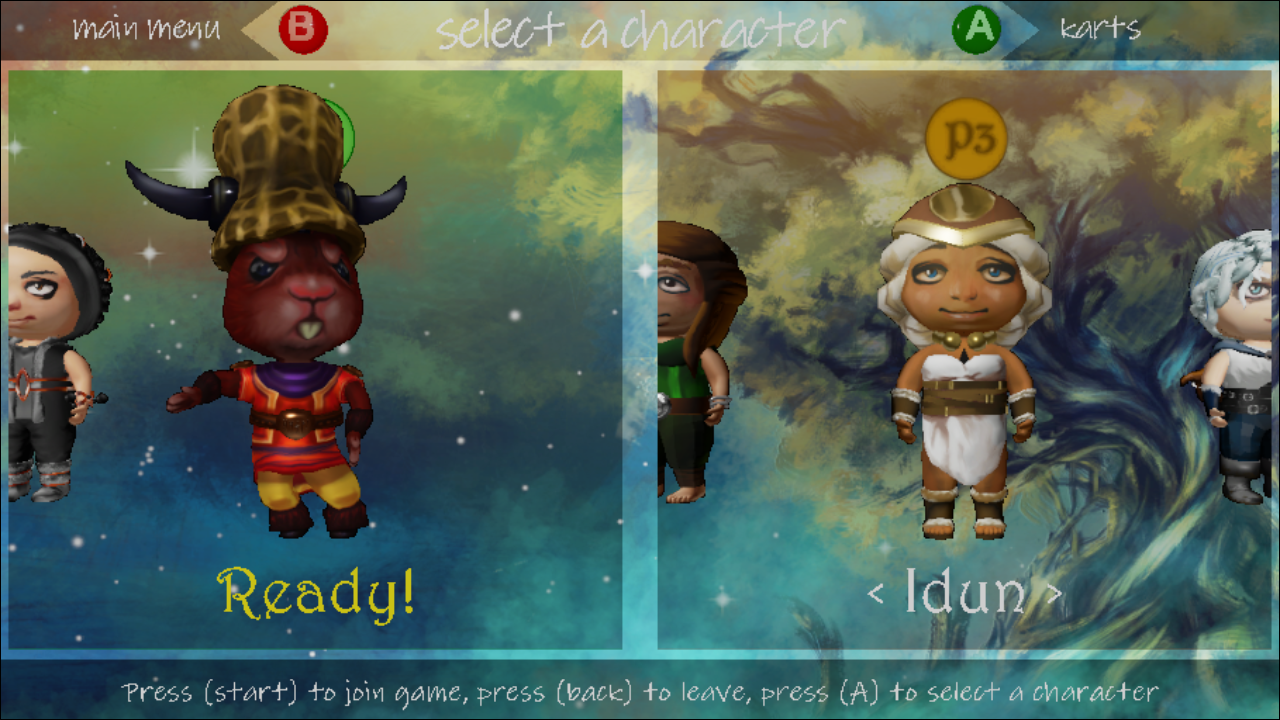 main menu B select a character A karts
P3
Ready!
< Idun >
Press (start) to join game, press (back) to leave, press (A) to select a character